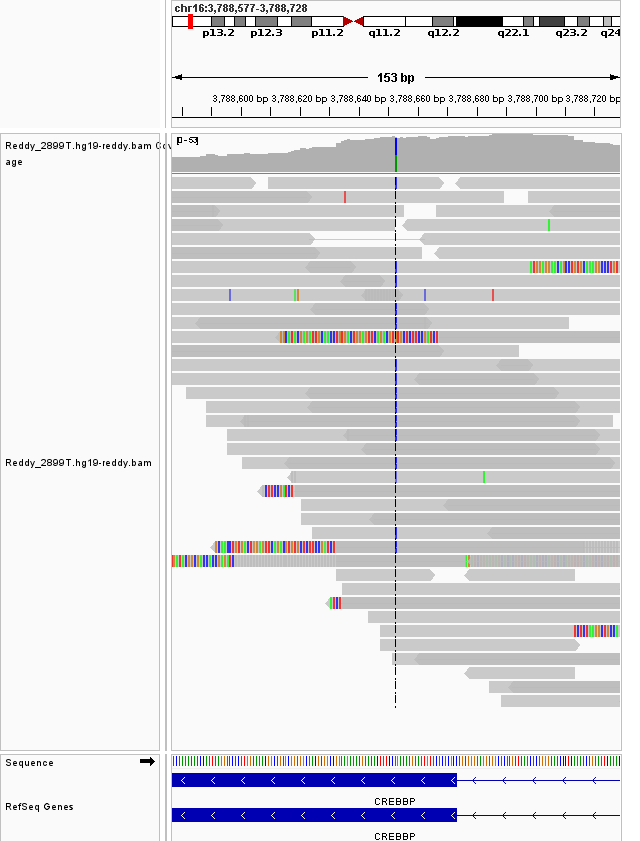 chr16:3,788,577-3,788,728
p13.2 p12.3 p11.2 q11.2 q12.2 q22.1 q23.2 q24
153 bp
3,788,600 bp 3,788,620 bp 3,788,640 bp 3,788,660 bp 3,788,680 bp 3,788,700 bp 3,788,720 bp
Reddy_2899T.hg19-reddy.bam Cov
age
[0-53]
Reddy_2899T.hg19-reddy.bam
Sequence
CREBBP
RefSeq Genes
CREBBP